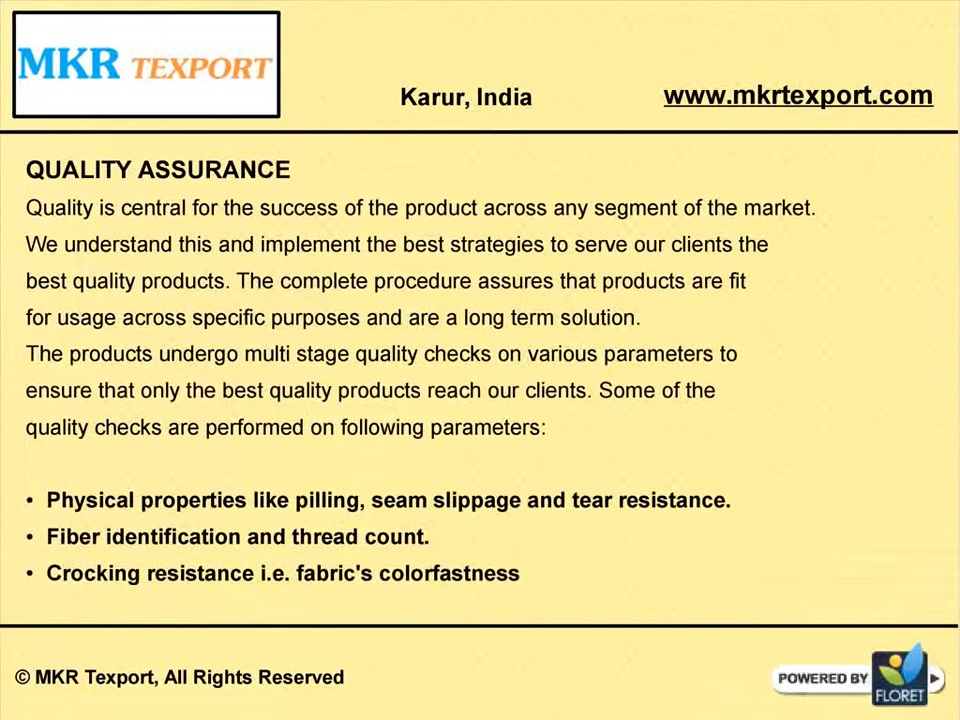 MKR TEXPORT
Karur, India
www.mkrtexport.com
QUALITY ASSURANCE
Quality is central for the success of the product across any segment of the market.
We understand this and implement the best strategies to serve our clients the
best quality products. The complete procedure assures that products are fit
for usage across specific purposes and are a long term solution.
The products undergo multi stage quality checks on various parameters to
ensure that only the best quality products reach our clients. Some of the
quality checks are performed on following parameters:
• Physical properties like pilling, seam slippage and tear resistance.
• Fiber identification and thread count.
• Crocking resistance i.e. fabric's colorfastness
© MKR Texport, All Rights Reserved
POWERED BY
FLORET